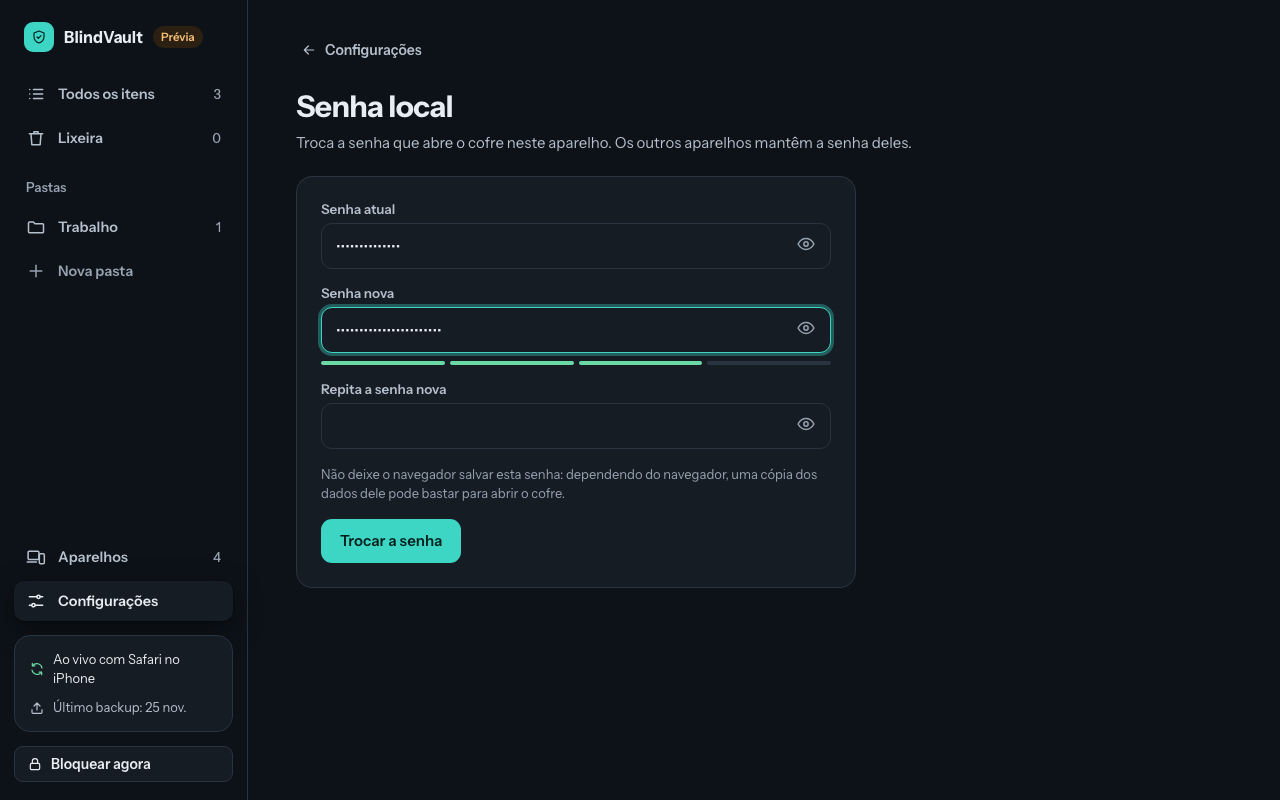 BlindVault Prévia
Todos os itens 3
Lixeira 0
Pastas
Trabalho 1
Nova pasta
Aparelhos 4
Configurações
Ao vivo com Safari no
iPhone
Último backup: 25 nov.
Bloquear agora
Configurações
Senha local
Troca a senha que abre o cofre neste aparelho. Os outros aparelhos mantêm a senha deles.
Senha atual
Senha nova
Repita a senha nova
Não deixe o navegador salvar esta senha: dependendo do navegador, uma cópia dos
dados dele pode bastar para abrir o cofre.
Trocar a senha